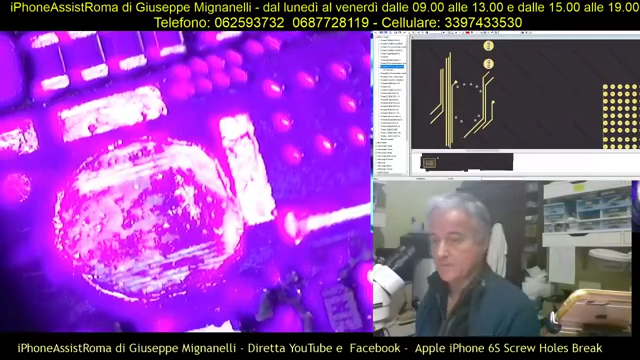 iPhoneAssistRoma di Giuseppe Mignanelli - dal lunedì al venerdì dalle 09.00 alle 13.00 e dalle 15.00 alle 19.00
Telefono: 062593732 0687728119 - Cellulare: 3397433530
iPhoneAssistRoma di Giuseppe Mignanelli - Diretta YouTube e Facebook - Apple iPhone 6S Screw Holes Break